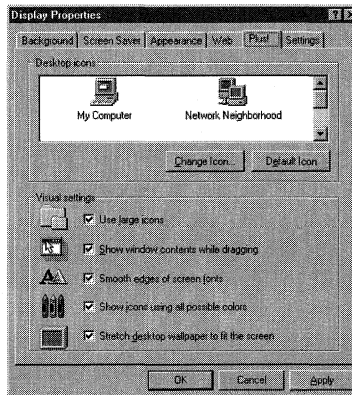 Display Properties
Background Screen Saver Appearance Web Plus! Settings
Desktop icons
My Computer Network Neighborhood
Change Icon... Default Icon
Visual settings
Use large icons
Show window contents while dragging
Smooth edges of screen fonts
Show icons using all possible colors
Stretch desktop wallpaper to fit the screen
OK Cancel Apply